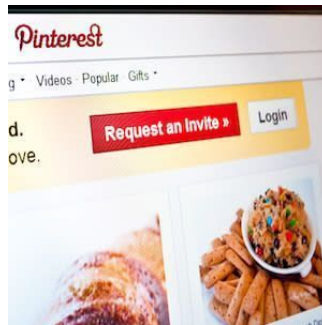 Pinterest
g Videos · Popular · Gifts
d.
Request an Invite » Login
ove.